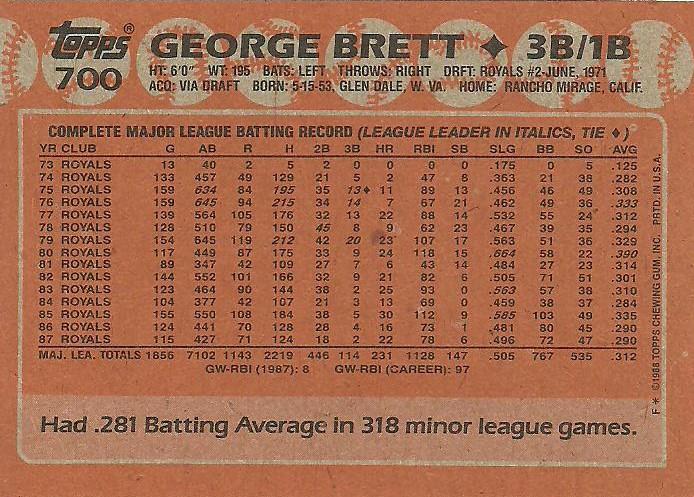 topps® GEORGE BRETT ♦ 3B/1B
700 HT: 6'0" WT: 195 BATS: LEFT THROWS: RIGHT DRFT: ROYALS #2-JUNE, 1971
ACQ: VIA DRAFT BORN: 5-15-53, GLEN DALE, W. VA. HOME: RANCHO MIRAGE, CALIF.
COMPLETE MAJOR LEAGUE BATTING RECORD (LEAGUE LEADER IN ITALICS, TIE ♦)
YR CLUB G AB R H 2B 3B HR RBI SB SLG BB SO AVG
73 ROYALS 13 40 2 5 2 0 0 0 0 .175 0 5 .125
74 ROYALS 133 457 49 129 21 5 2 47 8 .363 21 38 .282
75 ROYALS 159 634 84 195 35 13♦ 11 89 13 .456 46 49 .308
76 ROYALS 159 645 94 215 34 14 7 67 21 .462 49 36 .333
77 ROYALS 139 564 105 176 32 13 22 88 14 .532 55 24 .312
78 ROYALS 128 510 79 150 45 8 9 62 23 .467 39 35 .294
79 ROYALS 154 645 119 212 42 20 23 107 17 .563 51 36 .329
80 ROYALS 117 449 87 175 33 9 24 118 15 .664 58 22 .390
81 ROYALS 89 347 42 109 27 7 6 43 14 .484 27 23 .314
82 ROYALS 144 552 101 166 32 9 21 82 6 .505 71 51 .301
83 ROYALS 123 464 90 144 38 2 25 93 0 .563 57 38 .310
84 ROYALS 104 377 42 107 21 3 13 69 0 .459 38 37 .284
85 ROYALS 155 550 108 184 38 5 30 112 9 .585 103 49 .335
86 ROYALS 124 441 70 128 28 4 16 73 1 .481 80 45 .290
87 ROYALS 115 427 71 124 18 2 22 78 6 .496 72 47 .290
MAJ. LEA. TOTALS 1856 7102 1143 2219 446 114 231 1128 147 .505 767 535 .312
GW-RBI (1987): 8 GW-RBI (CAREER): 97
Had .281 Batting Average in 318 minor league games.
F * ©1988 TOPPS CHEWING GUM, INC. PRTD. IN U.S.A.